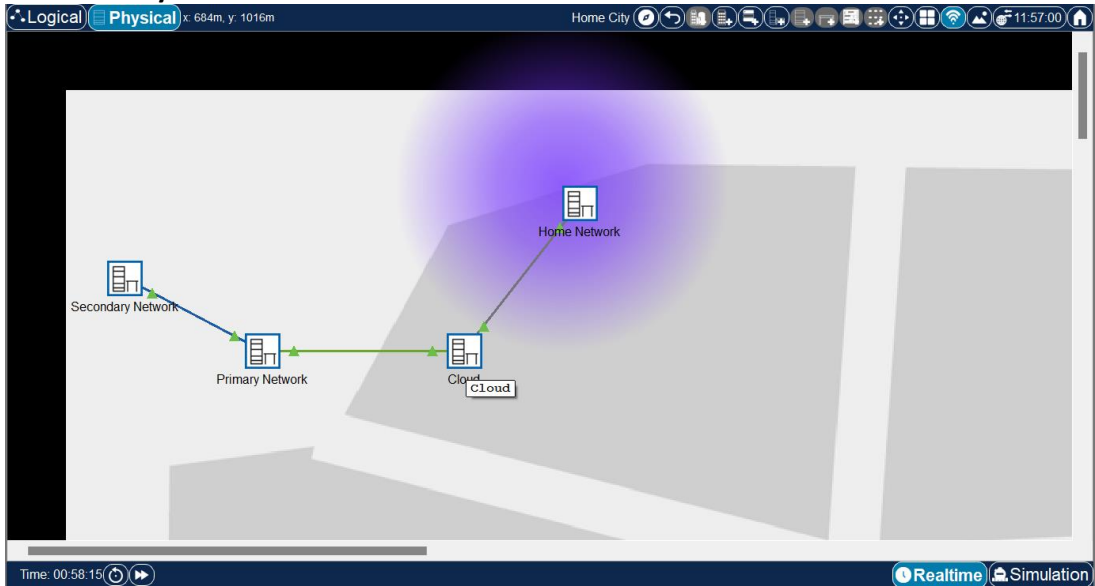 Logical Physical x: 684m, y: 1016m Home City 11:57:00
Home Network
Secondary Network
Primary Network
Cloud
Cloud
Time: 00:58:15 Realtime Simulation